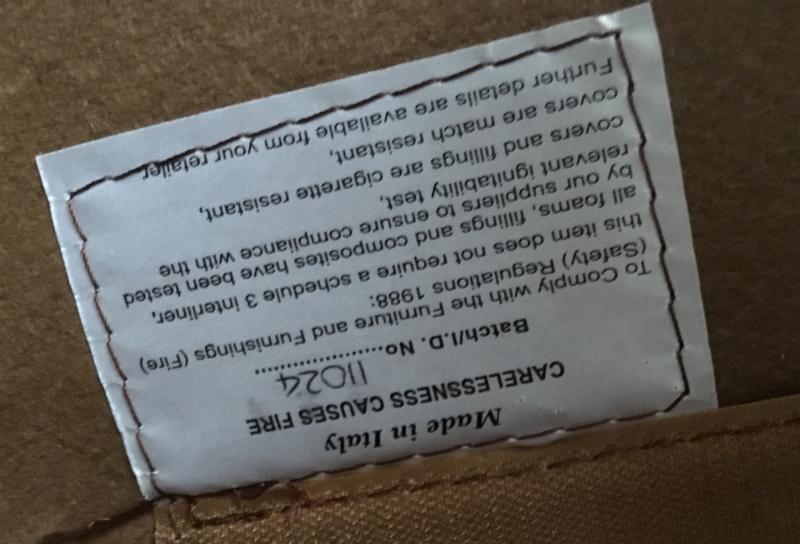 Made in Italy
CARELESSNESS CAUSES FIRE
11024
Batch/I.D. No.....................
To Comply with the Furniture and Furnishings (Fire)
(Safety) Regulations 1988:
this item does not require a schedule 3 interliner,
all foams, fillings and composites have been tested
by our suppliers to ensure compliance with the
relevant ignitability test,
covers and fillings are cigarette resistant,
covers are match resistant,
Further details are available from your retailer